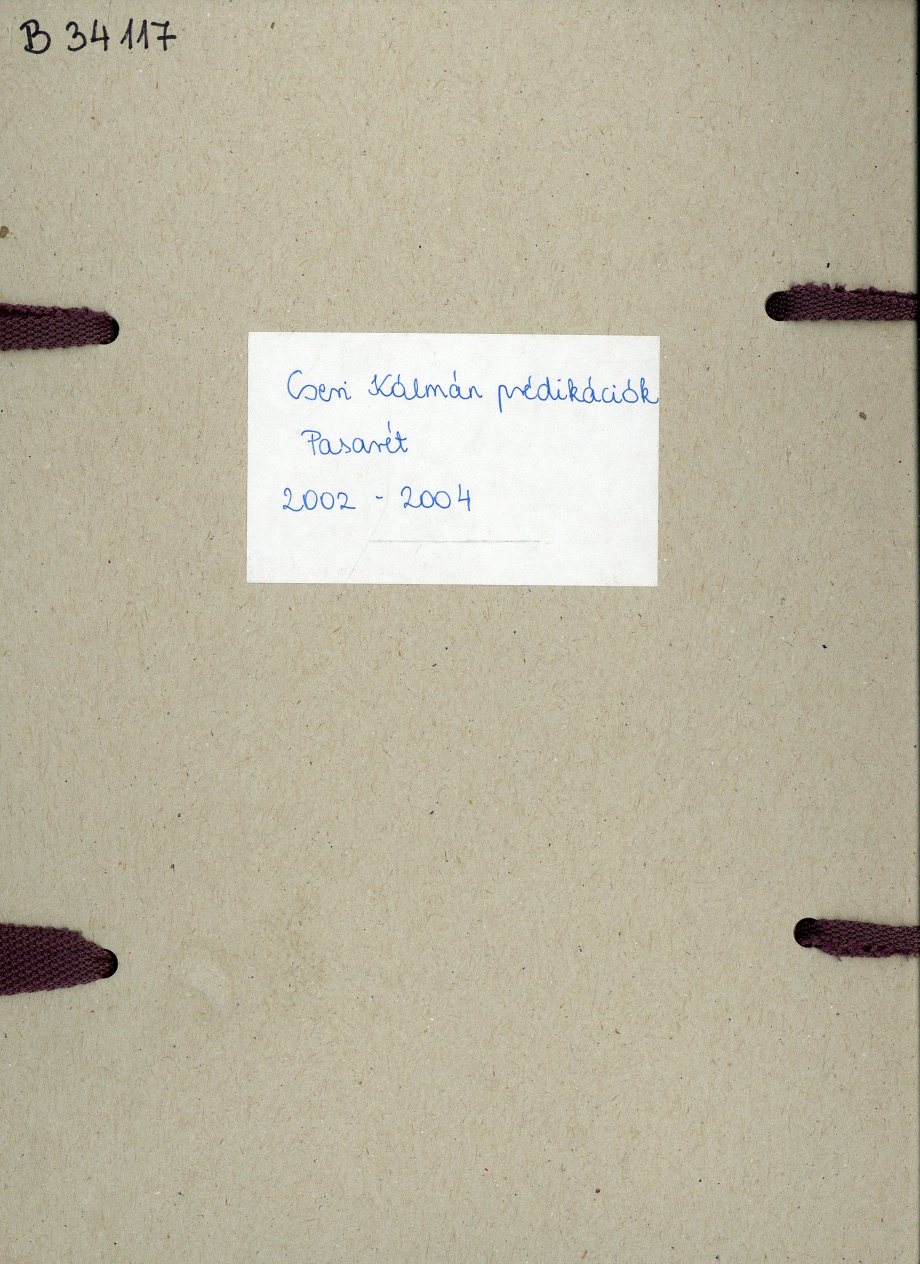 B 34117
Cseri Kálmán prédikációk
Pasarét
2002 - 2004